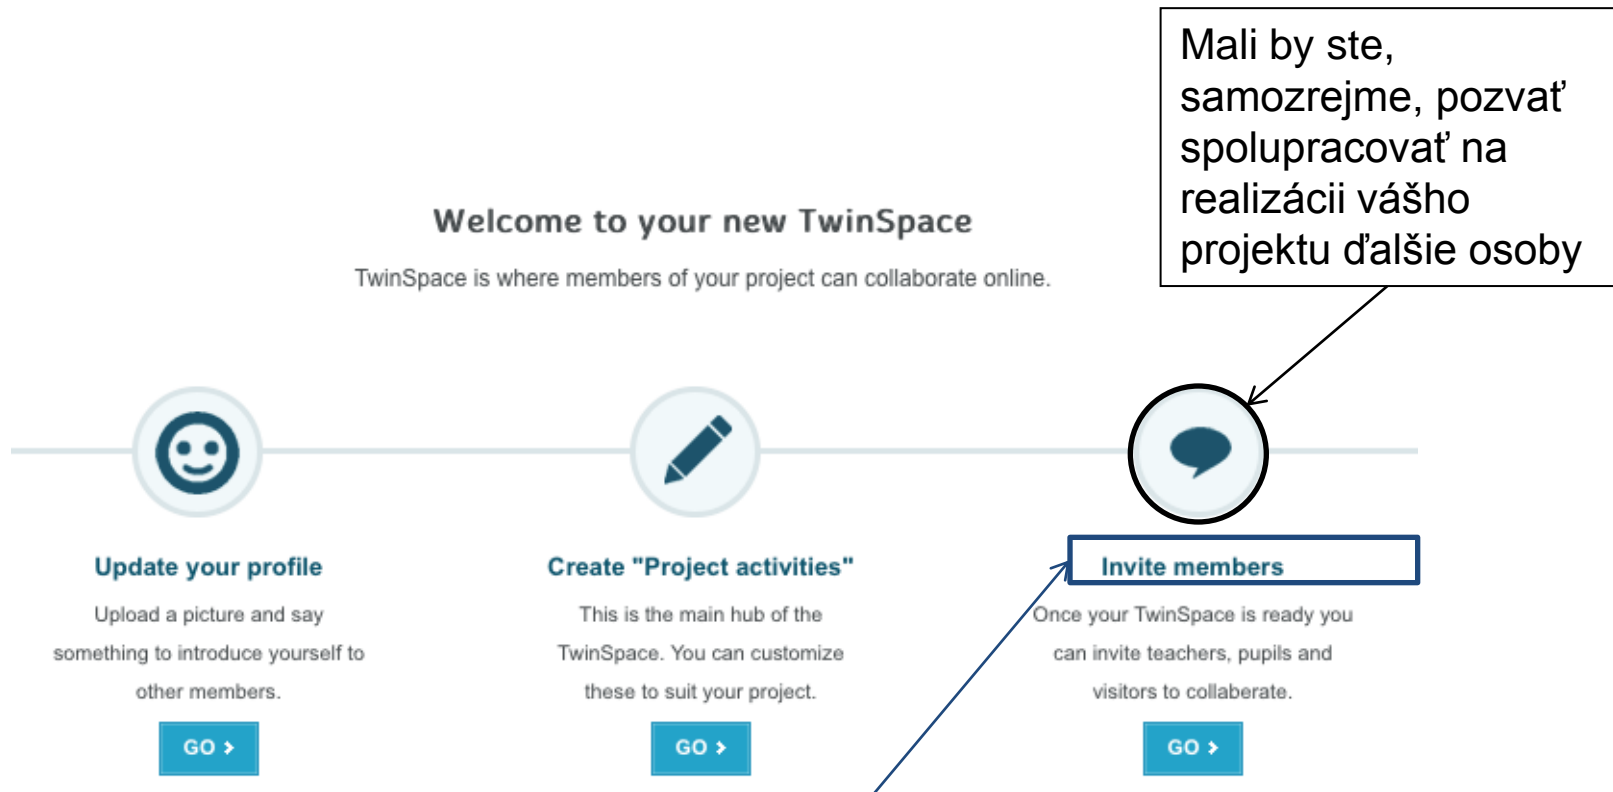 Mali by ste,
samozrejme, pozvať
spolupracovať na
realizácii vášho
projektu ďalšie osoby
Welcome to your new TwinSpace
TwinSpace is where members of your project can collaborate online.
Update your profile
Upload a picture and say
something to introduce yourself to
other members.
GO >
Create "Project activities"
This is the main hub of the
TwinSpace. You can customize
these to suit your project.
GO >
Invite members
Once your TwinSpace is ready you
can invite teachers, pupils and
visitors to collaberate.
GO >